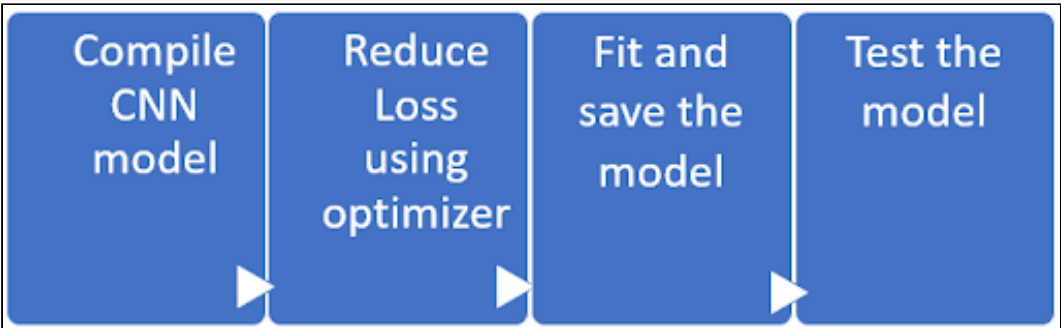 Compile
CNN
model
Reduce
Loss
using
optimizer
Fit and
save the
model
Test the
model